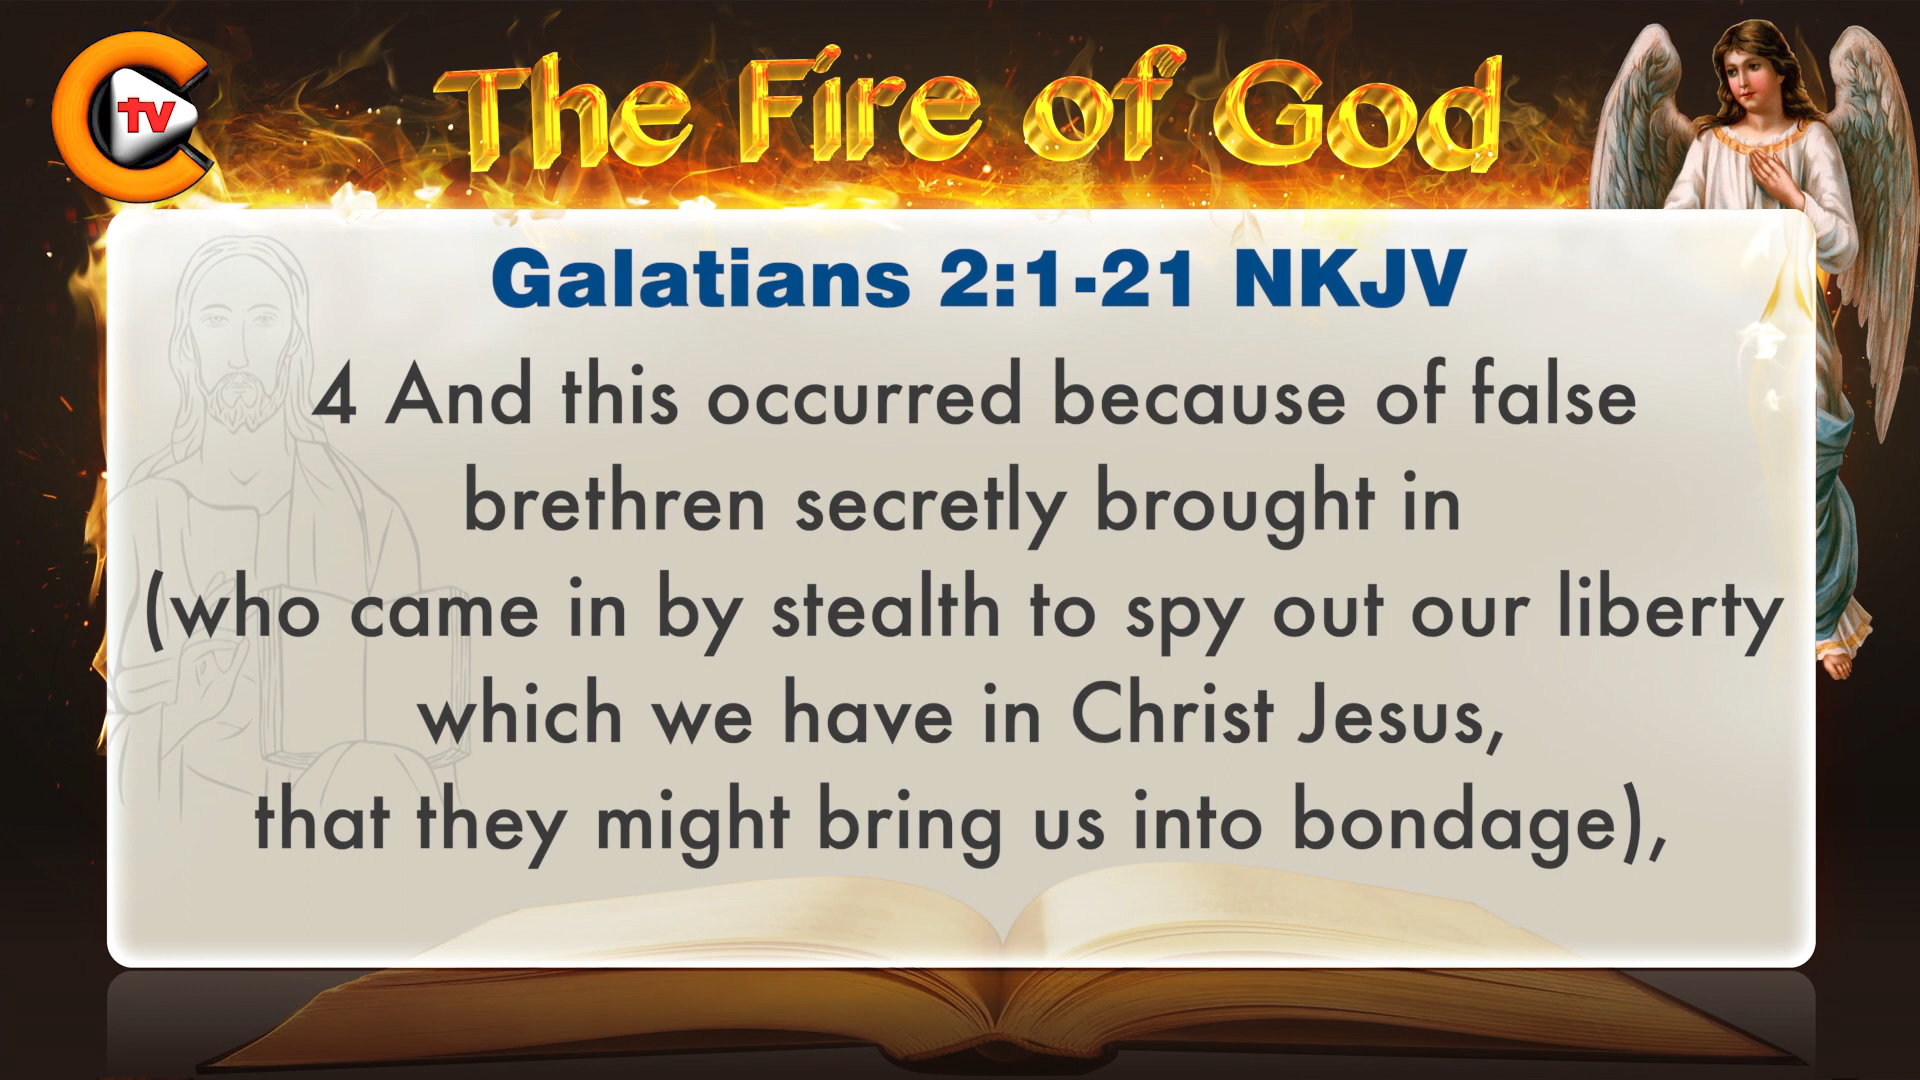 tv
The Fire of God
Galatians 2:1-21 NKJV
4 And this occurred because of false
brethren secretly brought in
(who came in by stealth to spy out our liberty
which we have in Christ Jesus,
that they might bring us into bondage),